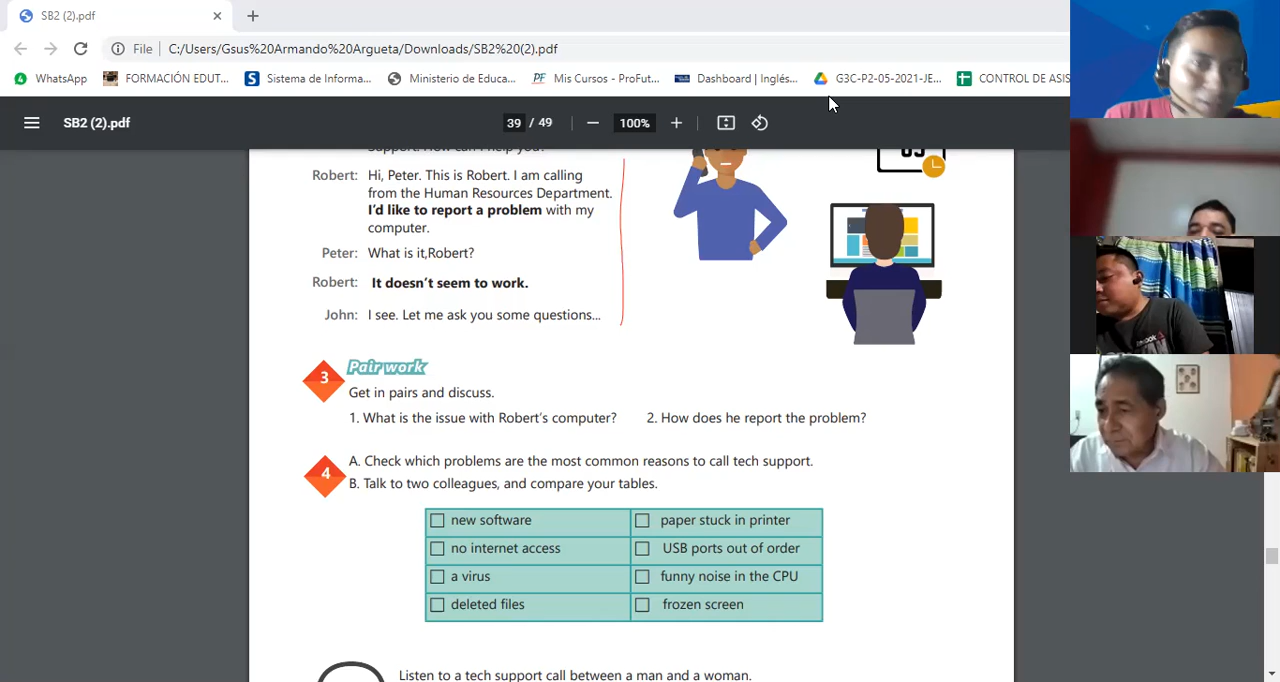 SB2 (2).pdf
File C:/Users/Gsus%20Armando%20Argueta/Downloads/SB2%20(2).pdf
WhatsApp FORMACIÓN EDUT... Sistema de Informa... Ministerio de Educa... PF Mis Cursos - ProFut... Dashboard | Inglés... G3C-P2-05-2021-JE... CONTROL DE ASIS
SB2 (2).pdf 39 / 49 100%
Support. How can I help you?
Robert: Hi, Peter. This is Robert. I am calling
from the Human Resources Department.
I'd like to report a problem with my
computer.
Peter: What is it,Robert?
Robert: It doesn't seem to work.
John: I see. Let me ask you some questions...
3 Pair work
Get in pairs and discuss.
1. What is the issue with Robert's computer? 2. How does he report the problem?
4 A. Check which problems are the most common reasons to call tech support.
B. Talk to two colleagues, and compare your tables.
new software paper stuck in printer
no internet access USB ports out of order
a virus funny noise in the CPU
deleted files frozen screen
Listen to a tech support call between a man and a woman.